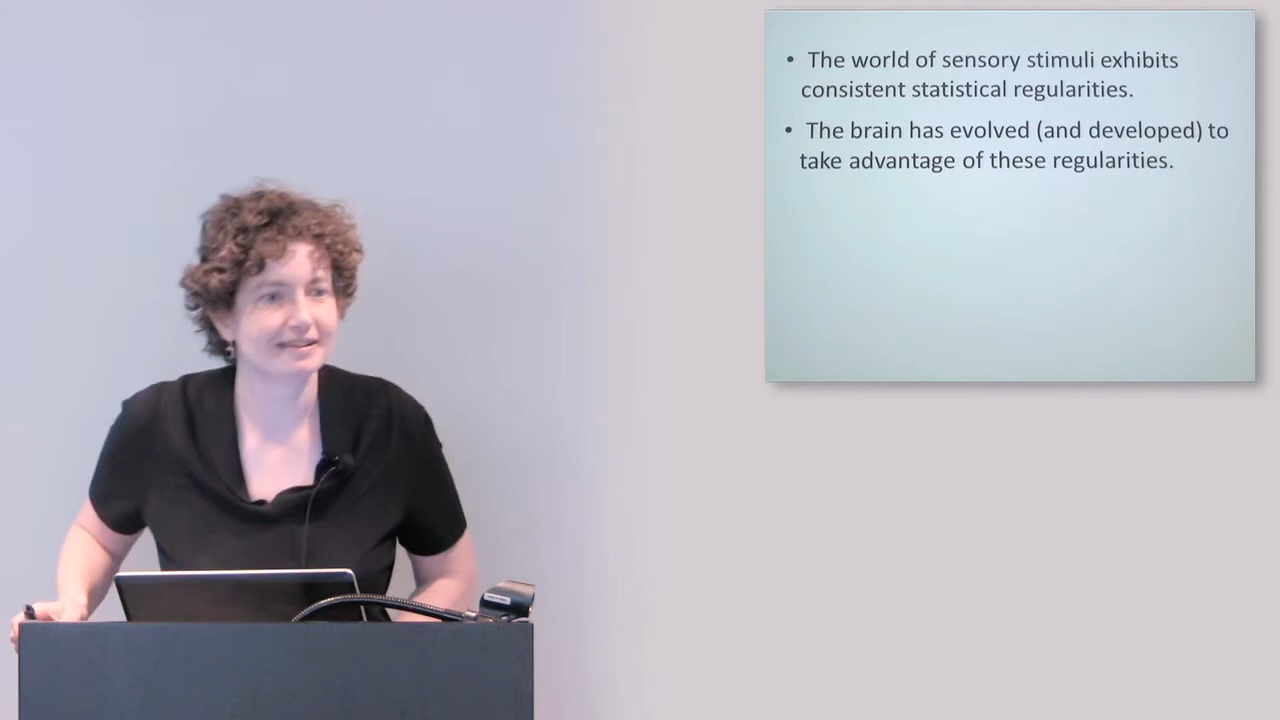 • The world of sensory stimuli exhibits
consistent statistical regularities.
• The brain has evolved (and developed) to
take advantage of these regularities.